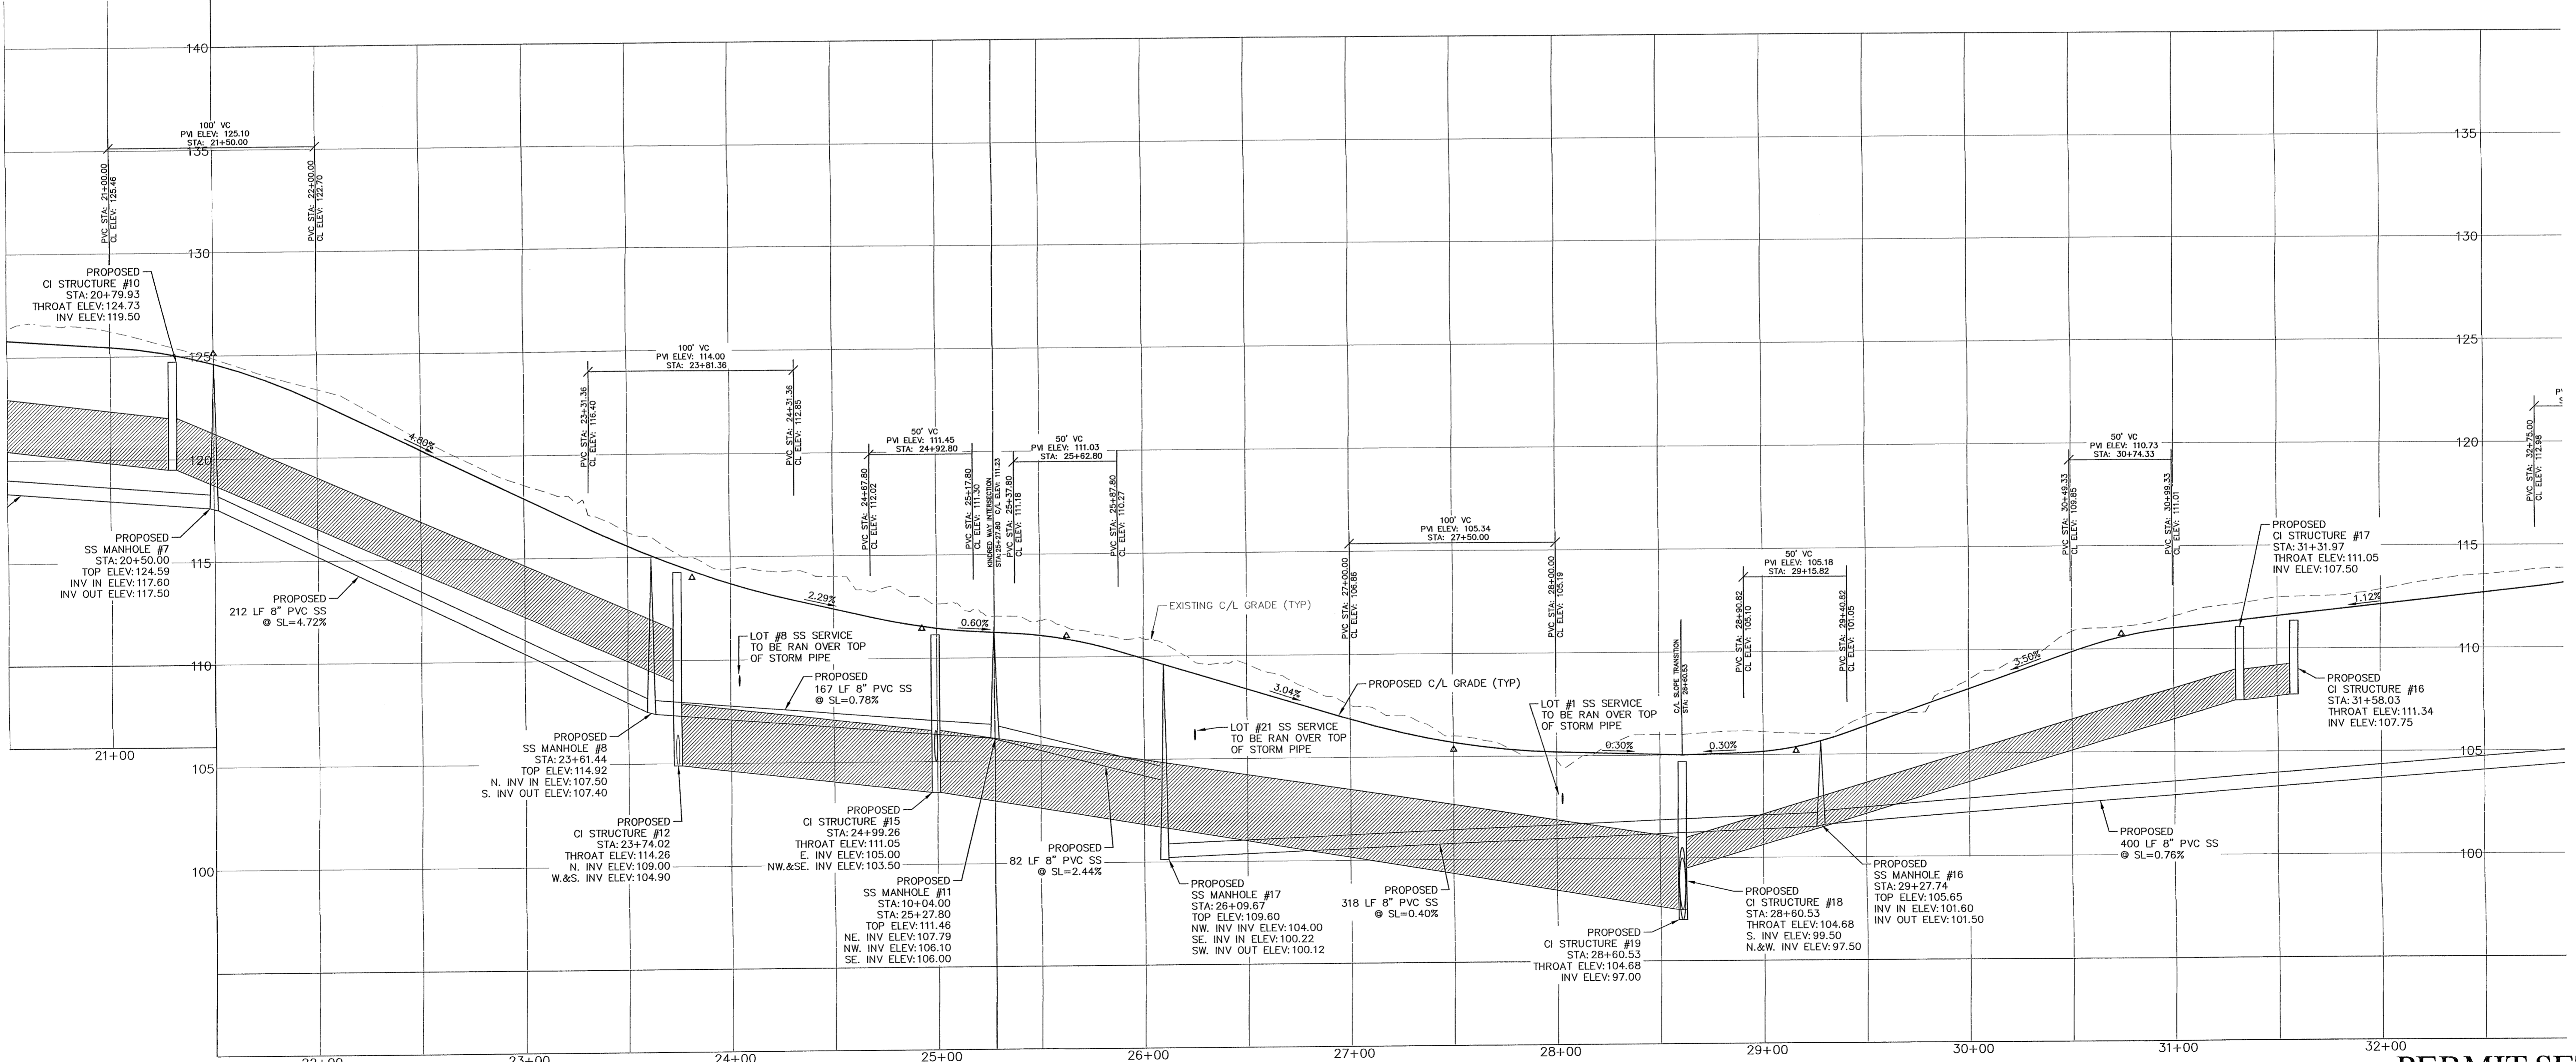 140
100' VC
PVI ELEV: 125.10
STA: 21+50.00
135
135
PVC STA: 21+00.00
CL ELEV: 125.46
PVC STA: 22+00.00
CL ELEV: 122.70
130
130
PROPOSED
CI STRUCTURE #10
STA: 20+79.93
THROAT ELEV: 124.73
INV ELEV: 119.50
125
125
100' VC
PVI ELEV: 114.00
STA: 23+81.36
PVC STA: 23+31.36
CL ELEV: 116.40
PVC STA: 24+31.36
CL ELEV: 112.85
4.80%
120
120
50' VC
PVI ELEV: 111.45
STA: 24+92.80
PVC STA: 24+67.80
CL ELEV: 112.02
PVC STA: 25+17.80
CL ELEV: 111.30
KINDRED WAY INTERSECTION
STA: 25+27.80 C/L ELEV: 111.23
50' VC
PVI ELEV: 111.03
STA: 25+62.80
PVC STA: 25+37.80
CL ELEV: 111.18
PVC STA: 25+87.80
CL ELEV: 110.27
100' VC
PVI ELEV: 105.34
STA: 27+50.00
PVC STA: 27+00.00
CL ELEV: 106.86
PVC STA: 28+00.00
CL ELEV: 105.19
50' VC
PVI ELEV: 105.18
STA: 29+15.82
PVC STA: 28+90.82
CL ELEV: 105.10
PVC STA: 29+40.82
CL ELEV: 101.05
50' VC
PVI ELEV: 110.73
STA: 30+74.33
PVC STA: 30+49.33
CL ELEV: 109.85
PVC STA: 30+99.33
CL ELEV: 111.01
PVC STA: 32+75.00
CL ELEV: 112.98
PROPOSED
CI STRUCTURE #17
STA: 31+31.97
THROAT ELEV: 111.05
INV ELEV: 107.50
115
115
PROPOSED
SS MANHOLE #7
STA: 20+50.00
TOP ELEV: 124.59
INV IN ELEV: 117.60
INV OUT ELEV: 117.50
PROPOSED
212 LF 8" PVC SS
@ SL=4.72%
2.29%
0.60%
EXISTING C/L GRADE (TYP)
1.12%
LOT #8 SS SERVICE
TO BE RAN OVER TOP
OF STORM PIPE
110
110
PROPOSED
167 LF 8" PVC SS
@ SL=0.78%
3.04%
PROPOSED C/L GRADE (TYP)
3.50%
C/L SLOPE TRANSITION
STA: 28+60.53
PROPOSED
CI STRUCTURE #16
STA: 31+58.03
THROAT ELEV: 111.34
INV ELEV: 107.75
LOT #21 SS SERVICE
TO BE RAN OVER TOP
OF STORM PIPE
LOT #1 SS SERVICE
TO BE RAN OVER TOP
OF STORM PIPE
0.30%
0.30%
21+00
105
105
PROPOSED
SS MANHOLE #8
STA: 23+61.44
TOP ELEV: 114.92
N. INV IN ELEV: 107.50
S. INV OUT ELEV: 107.40
PROPOSED
CI STRUCTURE #12
STA: 23+74.02
THROAT ELEV: 114.26
N. INV ELEV: 109.00
W.&S. INV ELEV: 104.90
PROPOSED
CI STRUCTURE #15
STA: 24+99.26
THROAT ELEV: 111.05
E. INV ELEV: 105.00
NW.&SE. INV ELEV: 103.50
PROPOSED
82 LF 8" PVC SS
@ SL=2.44%
PROPOSED
400 LF 8" PVC SS
@ SL=0.76%
100
100
PROPOSED
SS MANHOLE #11
STA: 10+04.00
STA: 25+27.80
TOP ELEV: 111.46
NE. INV ELEV: 107.79
NW. INV ELEV: 106.10
SE. INV ELEV: 106.00
PROPOSED
SS MANHOLE #17
STA: 26+09.67
TOP ELEV: 109.60
NW. INV INV ELEV: 104.00
SE. INV IN ELEV: 100.22
SW. INV OUT ELEV: 100.12
PROPOSED
318 LF 8" PVC SS
@ SL=0.40%
PROPOSED
CI STRUCTURE #18
STA: 28+60.53
THROAT ELEV: 104.68
S. INV ELEV: 99.50
N.&W. INV ELEV: 97.50
PROPOSED
SS MANHOLE #16
STA: 29+27.74
TOP ELEV: 105.65
INV IN ELEV: 101.60
INV OUT ELEV: 101.50
PROPOSED
CI STRUCTURE #19
STA: 28+60.53
THROAT ELEV: 104.68
INV ELEV: 97.00
22+00
23+00
24+00
25+00
26+00
27+00
28+00
29+00
30+00
31+00
32+00
PERMIT SE